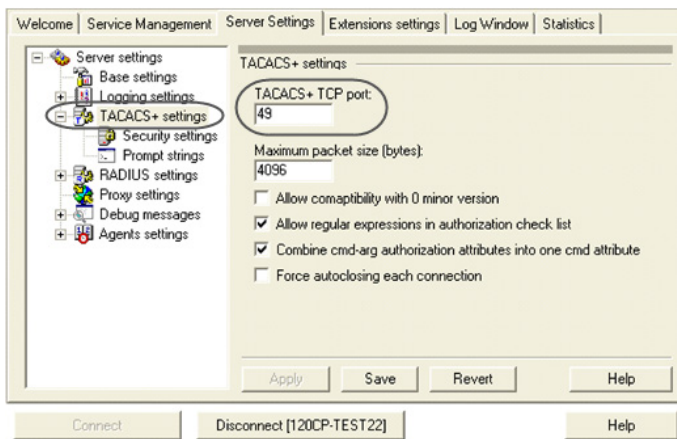 Welcome Service Management Server Settings Extensions settings Log Window Statistics
Server settings
Base settings
Logging settings
TACACS+ settings
Security settings
Prompt strings
RADIUS settings
Proxy settings
Debug messages
Agents settings
TACACS+ settings
TACACS+ TCP port:
49
Maximum packet size (bytes):
4096
Allow comaptibility with 0 minor version
Allow regular expressions in authorization check list
Combine cmd-arg authorization attributes into one cmd attribute
Force autoclosing each connection
Apply Save Revert Help
Connect Disconnect [120CP-TEST22] Help